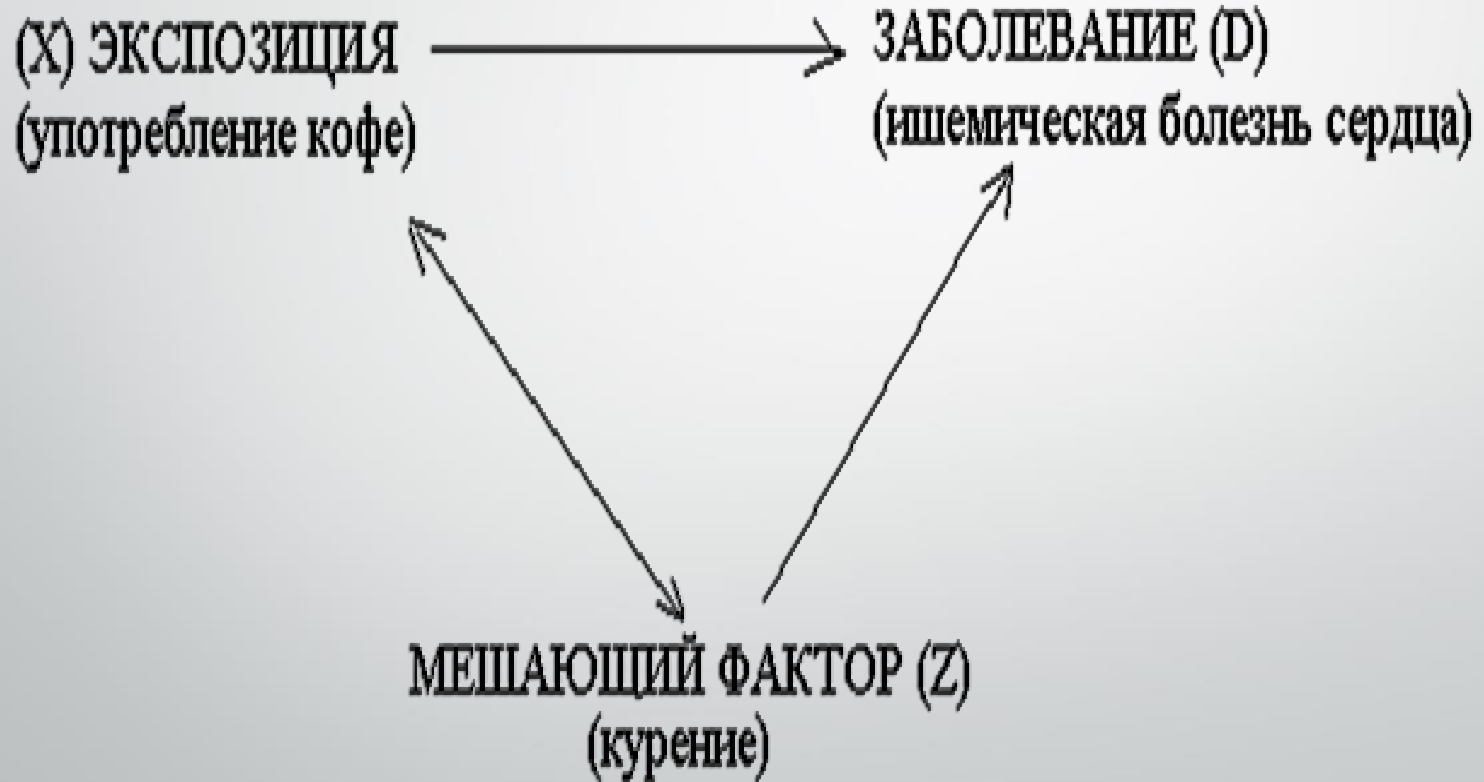 (X) ЭКСПОЗИЦИЯ
(употребление кофе)
ЗАБОЛЕВАНИЕ (D)
(ишемическая болезнь сердца)
МЕШАЮЩИЙ ФАКТОР (Z)
(курение)